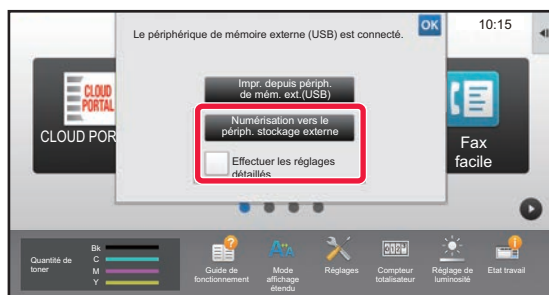 Le périphérique de mémoire externe (USB) est connecté.
OK
10:15
Impr. depuis périph.
de mém. ext.(USB)
Numérisation vers le
périph. stockage externe
Effectuer les réglages
détaillés
CLOUD
PORTAL
CLOUD POR
Fax
facile
Quantité de
toner
Bk
C
M
Y
Guide de
fonctionnement
Mode
affichage
étendu
Réglages
Compteur
totalisateur
Réglage de
luminosité
Etat travail